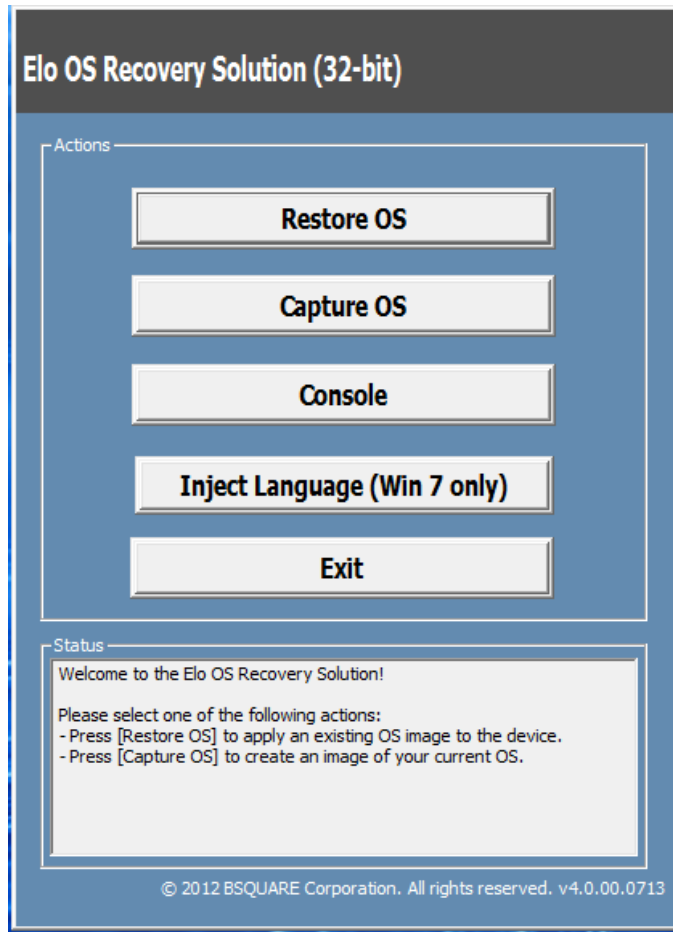 Elo OS Recovery Solution (32-bit)
Actions
Restore OS
Capture OS
Console
Inject Language (Win 7 only)
Exit
Status
Welcome to the Elo OS Recovery Solution!
Please select one of the following actions:
- Press [Restore OS] to apply an existing OS image to the device.
- Press [Capture OS] to create an image of your current OS.
© 2012 BSQUARE Corporation. All rights reserved. v4.0.00.0713